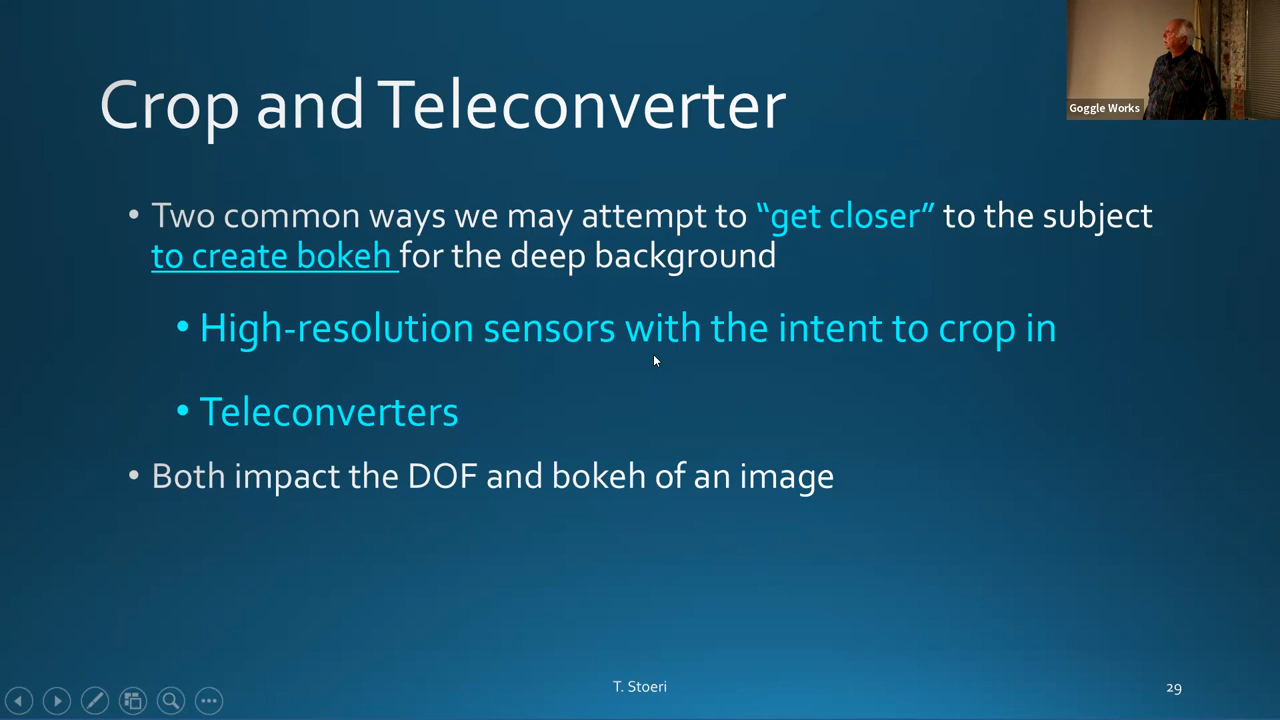 Crop and Teleconverter
Goggle Works
• Two common ways we may attempt to “get closer” to the subject
to create bokeh for the deep background
• High-resolution sensors with the intent to crop in
• Teleconverters
• Both impact the DOF and bokeh of an image
T. Stoeri
29